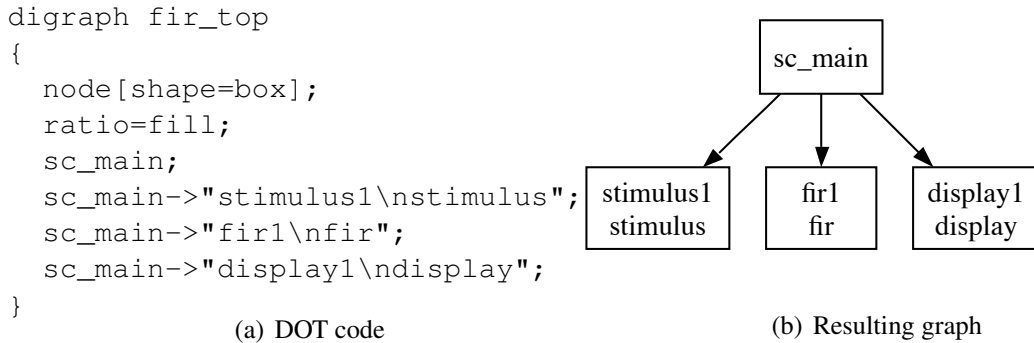 digraph fir_top
{
node[shape=box];
ratio=fill;
sc_main;
sc_main->"stimulus1\nstimulus";
sc_main->"fir1\nfir";
sc_main->"display1\ndisplay";
}
(a) DOT code
sc_main
stimulus1
stimulus
fir1
fir
display1
display
(b) Resulting graph